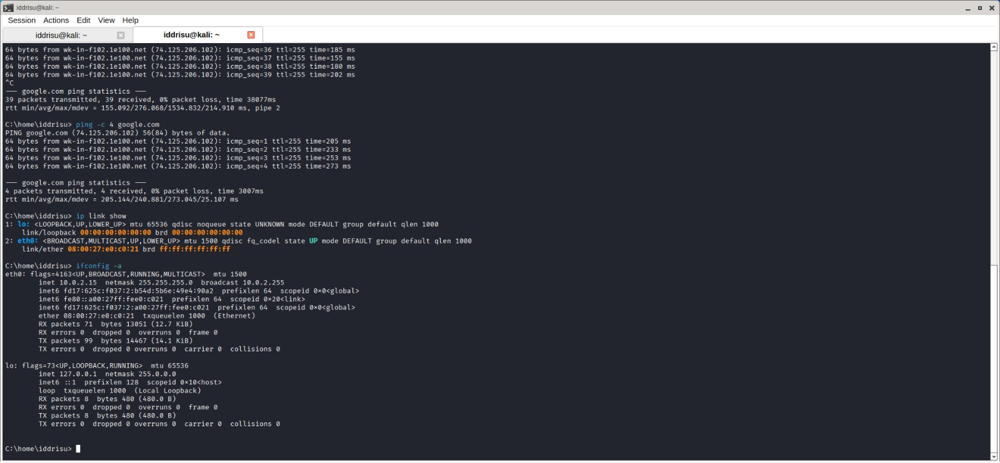 iddrisu@kali: ~
Session Actions Edit View Help
iddrisu@kali: ~ iddrisu@kali: ~
64 bytes from wk-in-f102.1e100.net (74.125.206.102): icmp_seq=36 ttl=255 time=185 ms
64 bytes from wk-in-f102.1e100.net (74.125.206.102): icmp_seq=37 ttl=255 time=155 ms
64 bytes from wk-in-f102.1e100.net (74.125.206.102): icmp_seq=38 ttl=255 time=180 ms
64 bytes from wk-in-f102.1e100.net (74.125.206.102): icmp_seq=39 ttl=255 time=202 ms
^C
--- google.com ping statistics ---
39 packets transmitted, 39 received, 0% packet loss, time 38077ms
rtt min/avg/max/mdev = 155.092/276.068/1534.832/214.910 ms, pipe 2
C:\home\iddrisu> ping -c 4 google.com
PING google.com (74.125.206.102) 56(84) bytes of data.
64 bytes from wk-in-f102.1e100.net (74.125.206.102): icmp_seq=1 ttl=255 time=205 ms
64 bytes from wk-in-f102.1e100.net (74.125.206.102): icmp_seq=2 ttl=255 time=233 ms
64 bytes from wk-in-f102.1e100.net (74.125.206.102): icmp_seq=3 ttl=255 time=253 ms
64 bytes from wk-in-f102.1e100.net (74.125.206.102): icmp_seq=4 ttl=255 time=273 ms
--- google.com ping statistics ---
4 packets transmitted, 4 received, 0% packet loss, time 3007ms
rtt min/avg/max/mdev = 205.144/240.881/273.045/25.107 ms
C:\home\iddrisu> ip link show
1: lo: <LOOPBACK,UP,LOWER_UP> mtu 65536 qdisc noqueue state UNKNOWN mode DEFAULT group default qlen 1000
link/loopback 00:00:00:00:00:00 brd 00:00:00:00:00:00
2: eth0: <BROADCAST,MULTICAST,UP,LOWER_UP> mtu 1500 qdisc fq_codel state UP mode DEFAULT group default qlen 1000
link/ether 08:00:27:e0:c0:21 brd ff:ff:ff:ff:ff:ff
C:\home\iddrisu> ifconfig -a
eth0: flags=4163<UP,BROADCAST,RUNNING,MULTICAST> mtu 1500
inet 10.0.2.15 netmask 255.255.255.0 broadcast 10.0.2.255
inet6 fd17:625c:f037:2:b54d:5b6e:49e4:90a2 prefixlen 64 scopeid 0x0<global>
inet6 fe80::a00:27ff:fee0:c021 prefixlen 64 scopeid 0x20<link>
inet6 fd17:625c:f037:2:a00:27ff:fee0:c021 prefixlen 64 scopeid 0x0<global>
ether 08:00:27:e0:c0:21 txqueuelen 1000 (Ethernet)
RX packets 71 bytes 13051 (12.7 KiB)
RX errors 0 dropped 0 overruns 0 frame 0
TX packets 99 bytes 14467 (14.1 KiB)
TX errors 0 dropped 0 overruns 0 carrier 0 collisions 0
lo: flags=73<UP,LOOPBACK,RUNNING> mtu 65536
inet 127.0.0.1 netmask 255.0.0.0
inet6 ::1 prefixlen 128 scopeid 0x10<host>
loop txqueuelen 1000 (Local Loopback)
RX packets 8 bytes 480 (480.0 B)
RX errors 0 dropped 0 overruns 0 frame 0
TX packets 8 bytes 480 (480.0 B)
TX errors 0 dropped 0 overruns 0 carrier 0 collisions 0
C:\home\iddrisu>